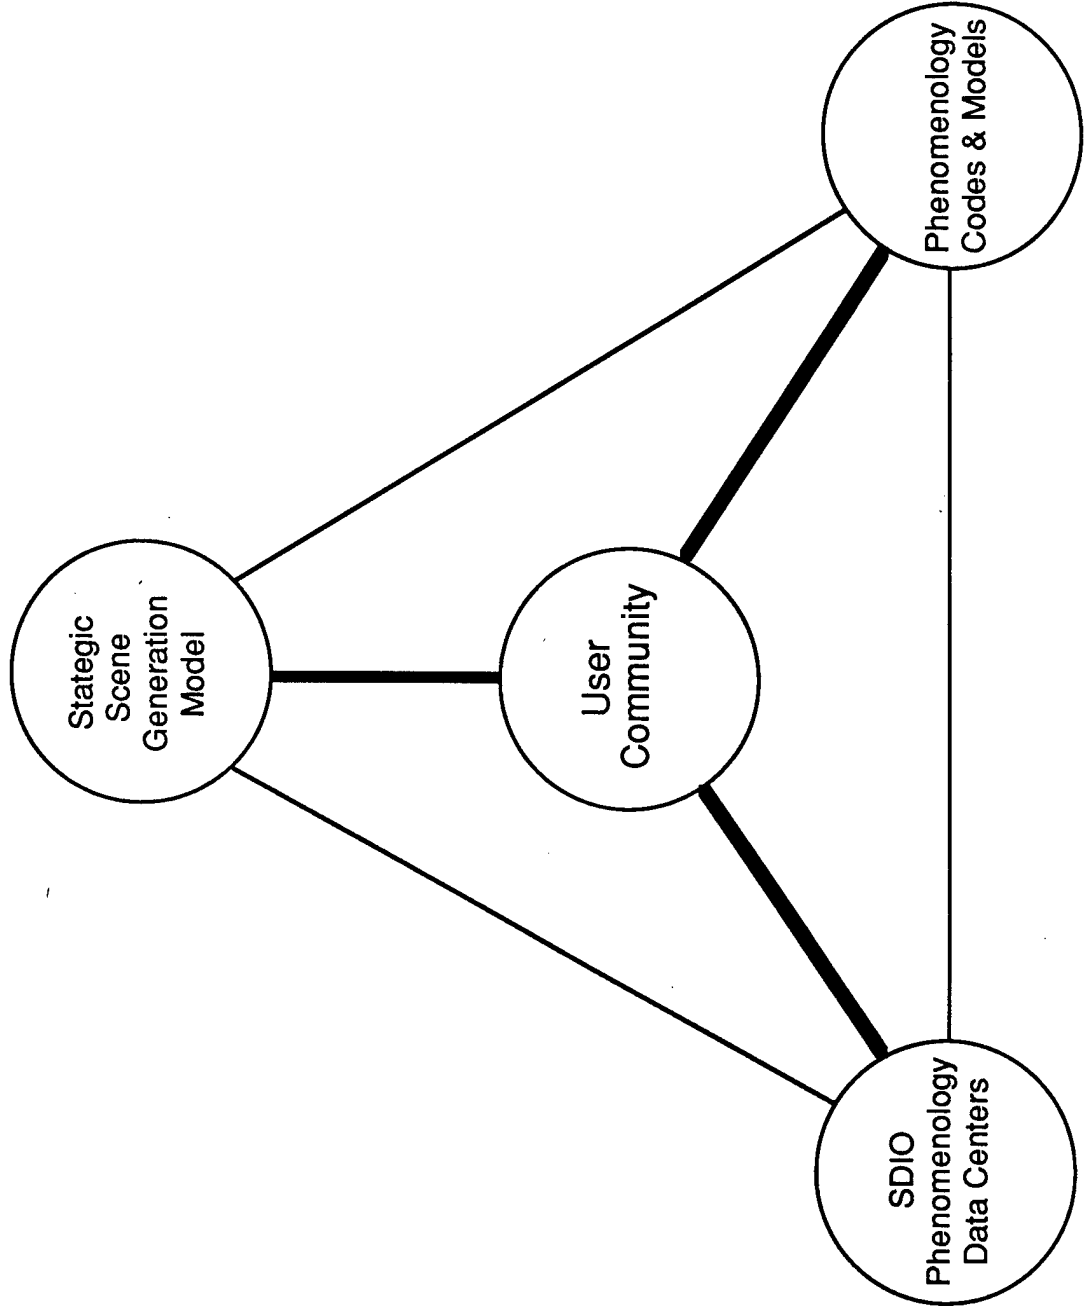 Stategic
Scene
Generation
Model
User
Community
SDIO
Phenomenology
Data Centers
Phenomenology
Codes & Models